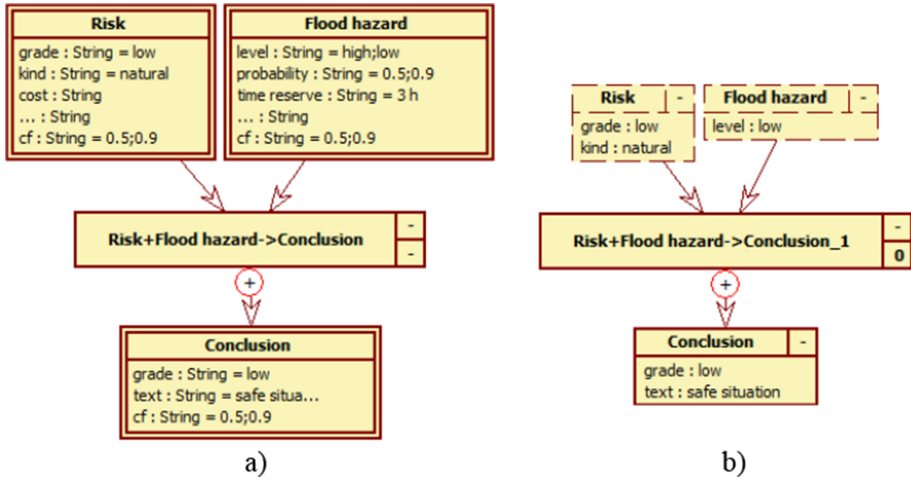 Risk
grade : String = low
kind : String = natural
cost : String
... : String
cf : String = 0.5;0.9
Flood hazard
level : String = high;low
probability : String = 0.5;0.9
time reserve : String = 3 h
... : String
cf : String = 0.5;0.9
Risk+Flood hazard->Conclusion
-
-
+
Conclusion
grade : String = low
text : String = safe situa...
cf : String = 0.5;0.9
a)
Risk -
grade : low
kind : natural
Flood hazard -
level : low
Risk+Flood hazard->Conclusion_1
-
0
+
Conclusion -
grade : low
text : safe situation
b)